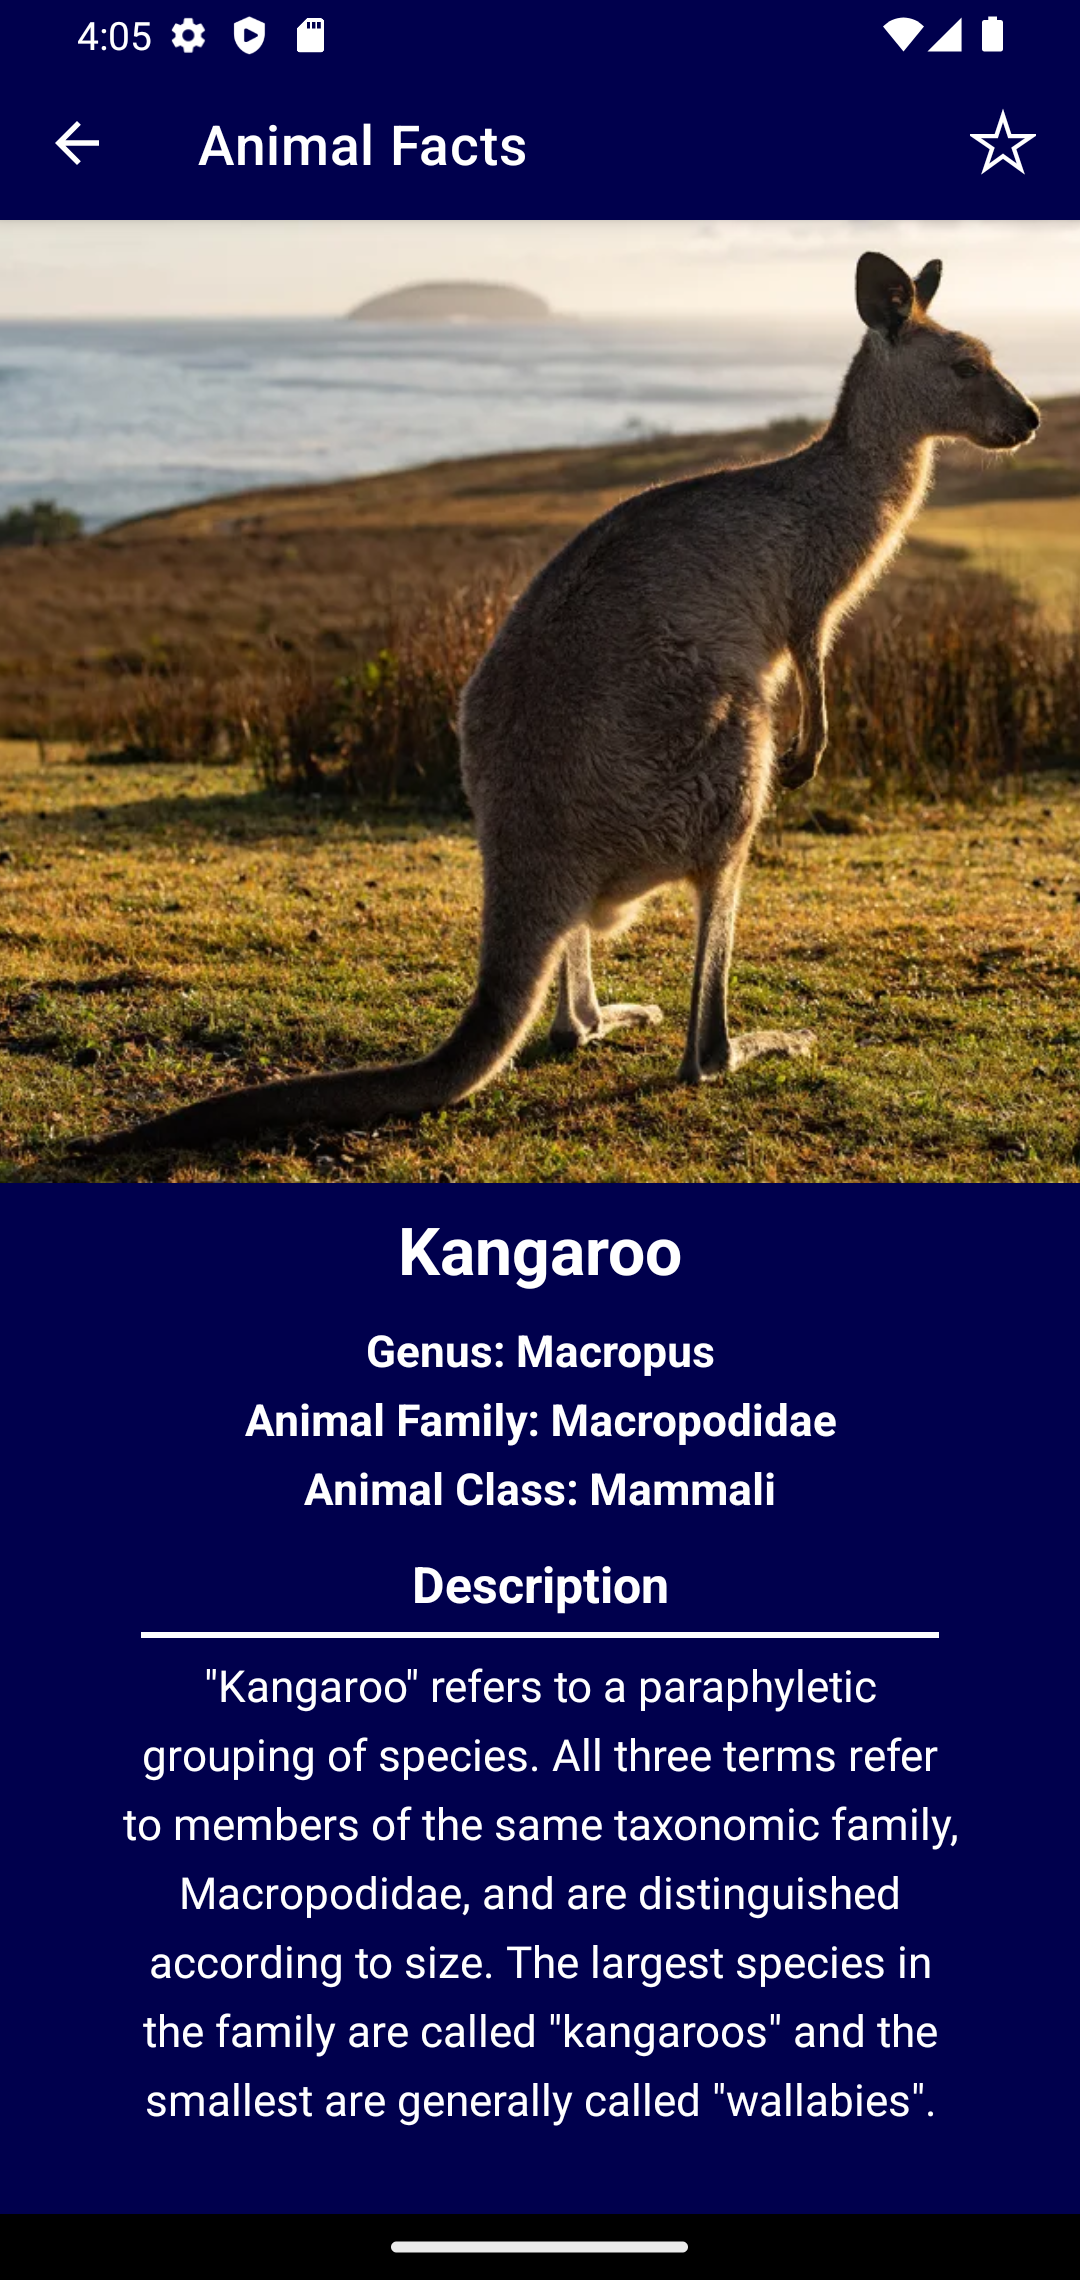 4:05
Animal Facts
Kangaroo
Genus: Macropus
Animal Family: Macropodidae
Animal Class: Mammali
Description
"Kangaroo" refers to a paraphyletic
grouping of species. All three terms refer
to members of the same taxonomic family,
Macropodidae, and are distinguished
according to size. The largest species in
the family are called "kangaroos" and the
smallest are generally called "wallabies".